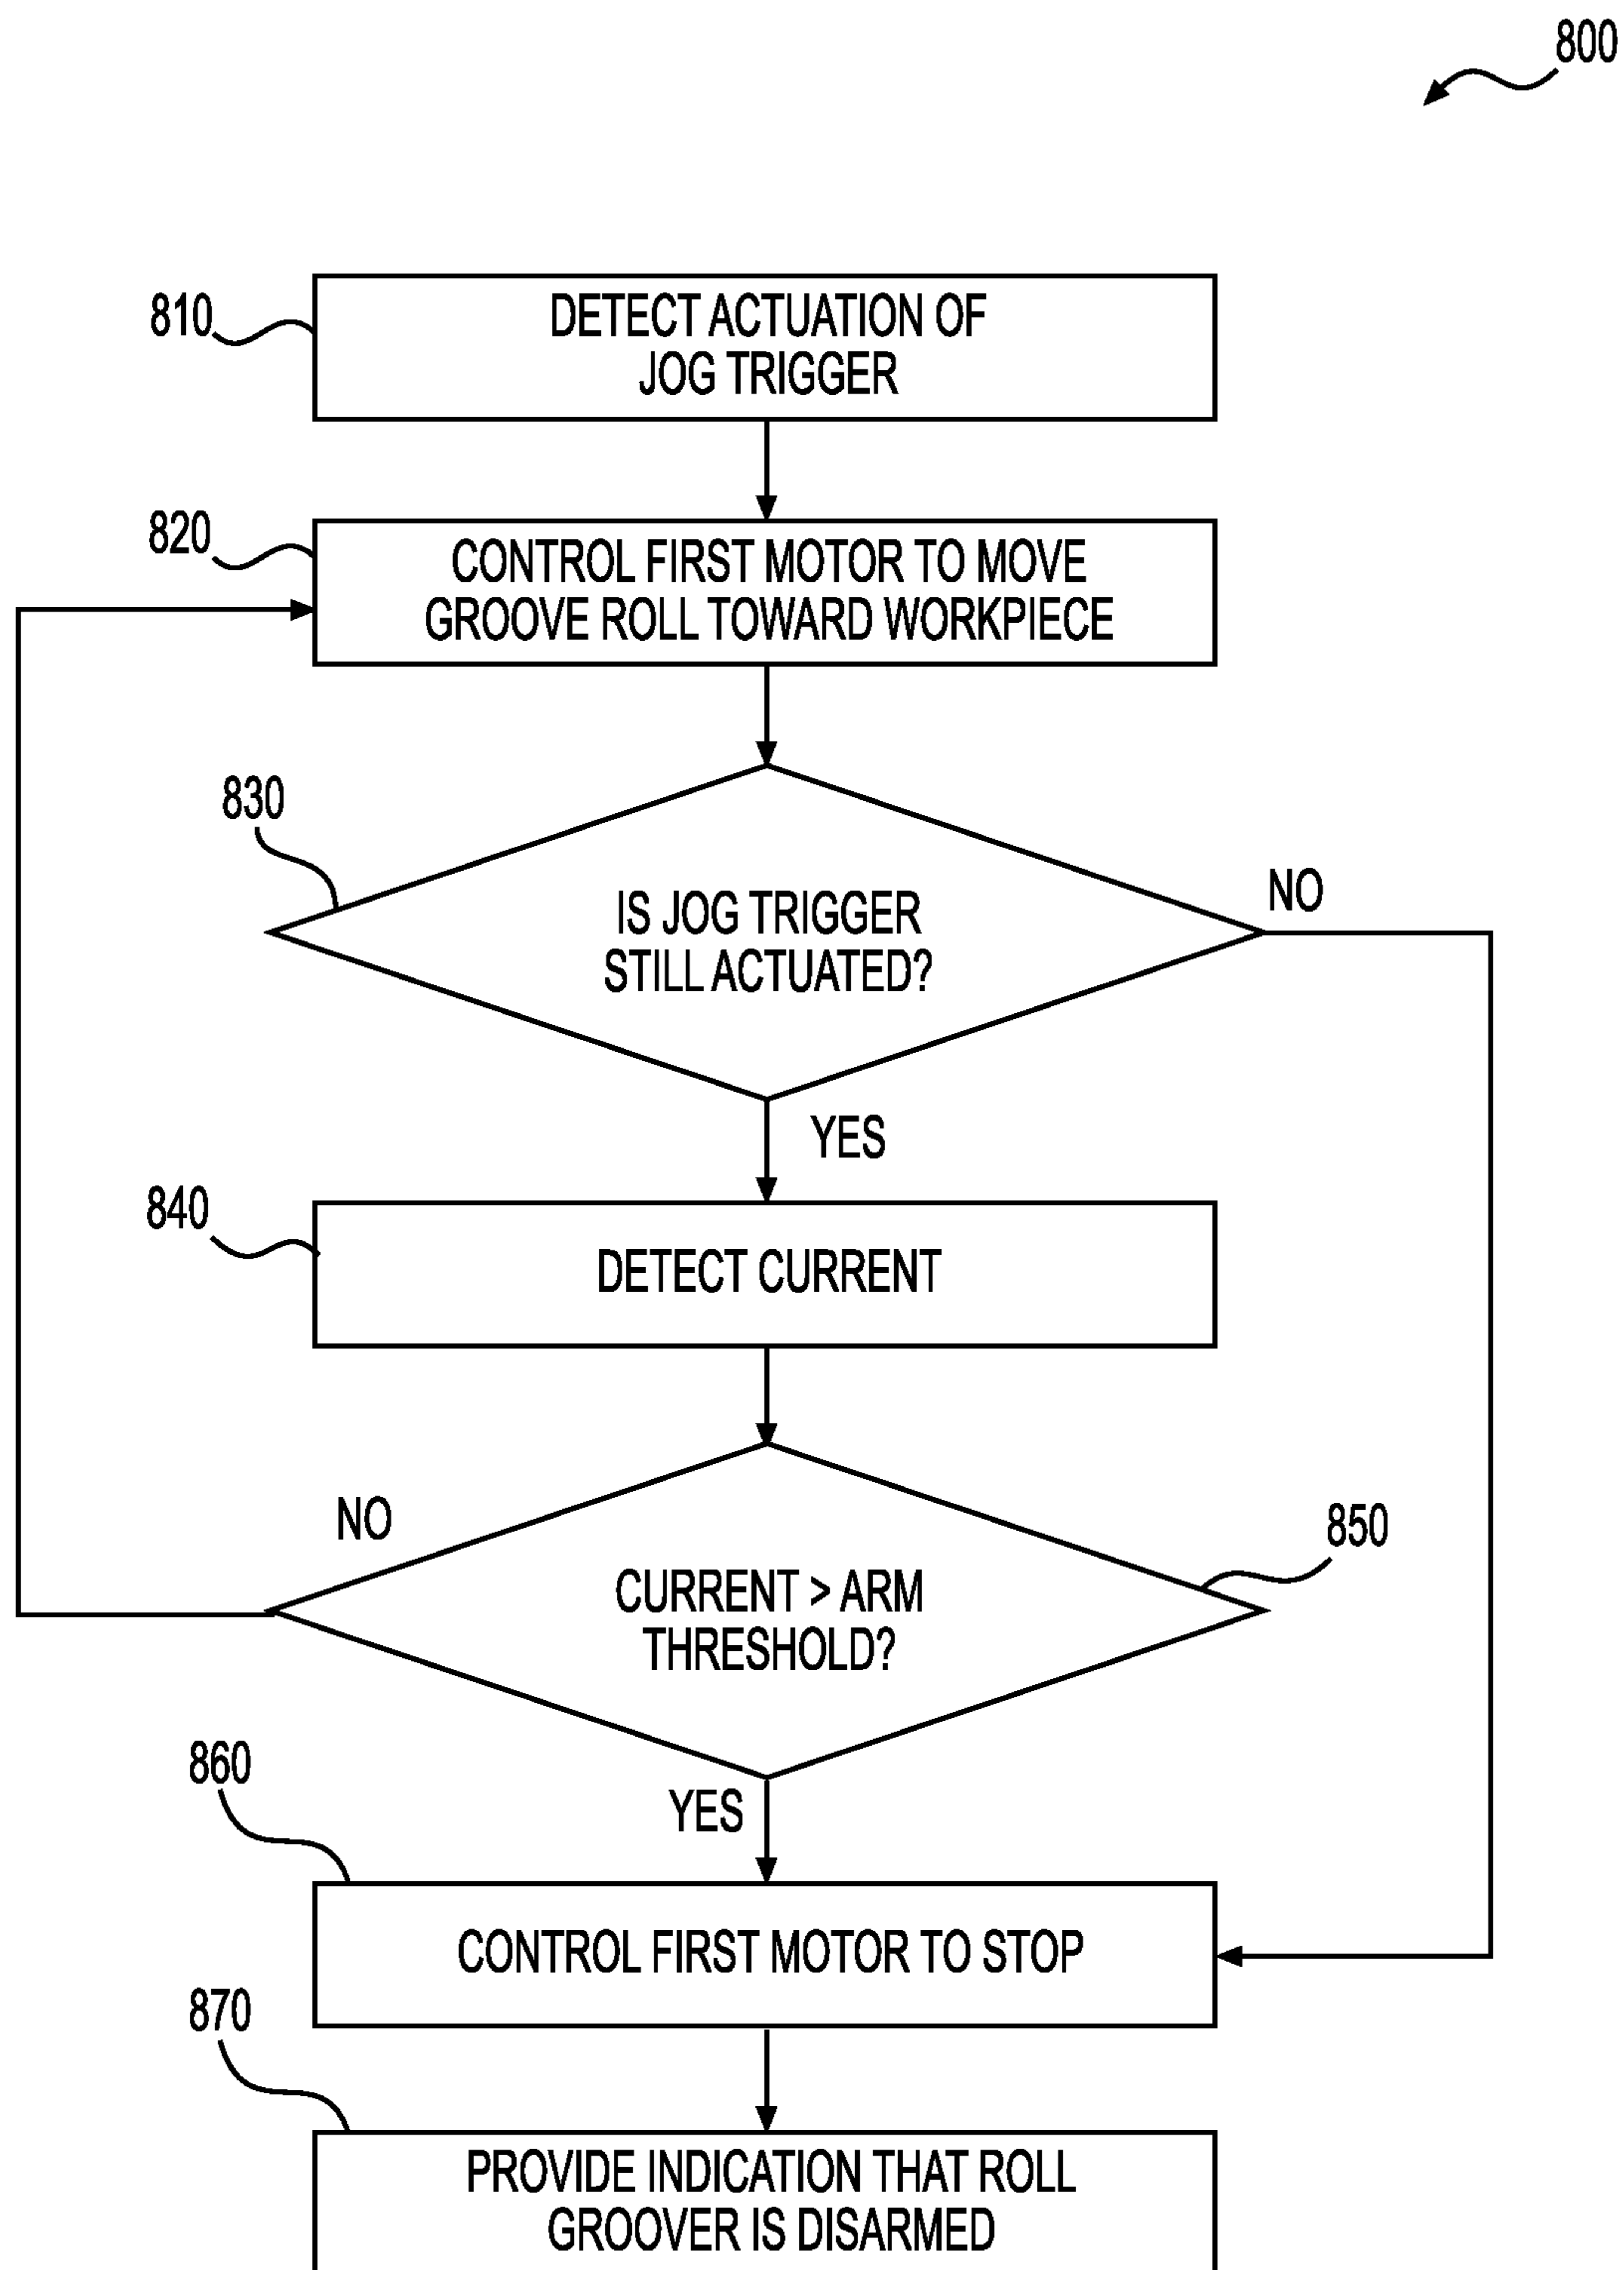 800
810
DETECT ACTUATION OF
JOG TRIGGER
820
CONTROL FIRST MOTOR TO MOVE
GROOVE ROLL TOWARD WORKPIECE
830
IS JOG TRIGGER
STILL ACTUATED?
NO
YES
840
DETECT CURRENT
NO
850
CURRENT > ARM
THRESHOLD?
YES
860
CONTROL FIRST MOTOR TO STOP
870
PROVIDE INDICATION THAT ROLL
GROOVER IS DISARMED